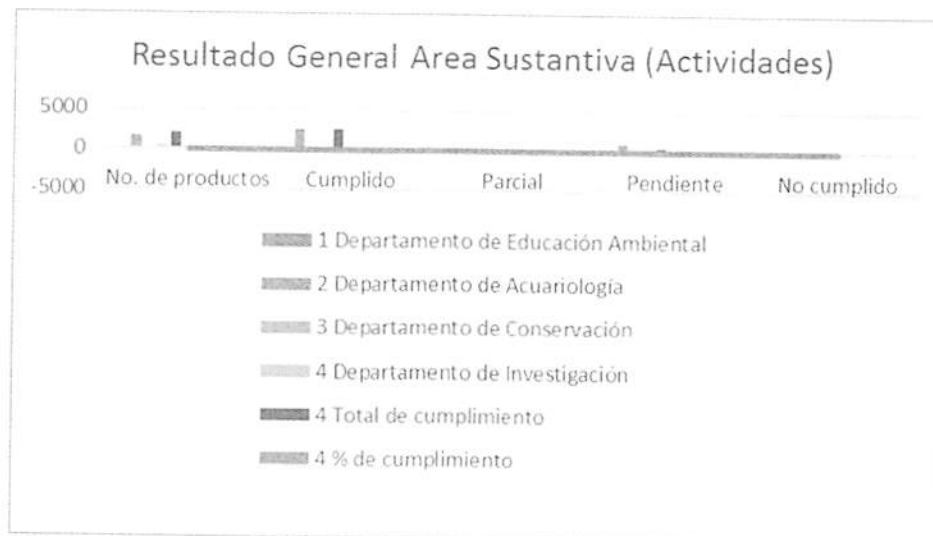 Resultado General Area Sustantiva (Actividades)
5000
0
-5000
No. de productos Cumplido Parcial Pendiente No cumplido
1 Departamento de Educación Ambiental
2 Departamento de Acuariología
3 Departamento de Conservación
4 Departamento de Investigación
4 Total de cumplimiento
4 % de cumplimiento